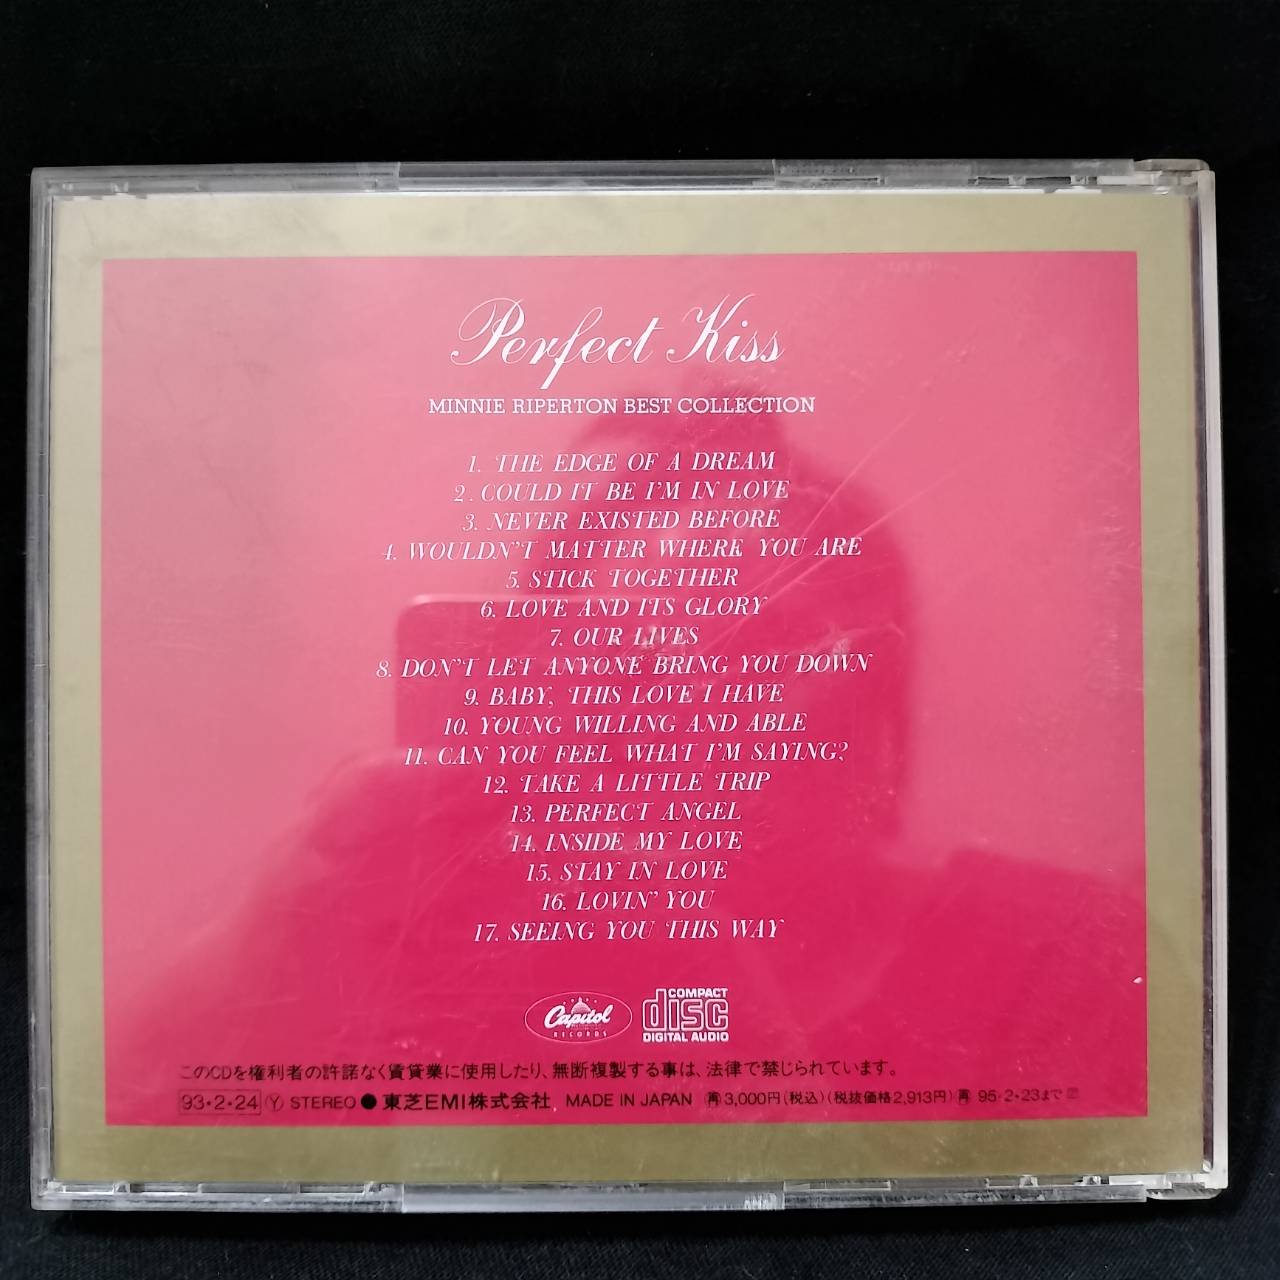 Perfect Kiss
MINNIE RIPERTON BEST COLLECTION
1. THE EDGE OF A DREAM
2. COULD IT BE I'M IN LOVE
3. NEVER EXISTED BEFORE
4. WOULDN'T MATTER WHERE YOU ARE
5. STICK TOGETHER
6. LOVE AND ITS GLORY
7. OUR LIVES
8. DON'T LET ANYONE BRING YOU DOWN
9. BABY, THIS LOVE I HAVE
10. YOUNG WILLING AND ABLE
11. CAN YOU FEEL WHAT I'M SAYING?
12. TAKE A LITTLE TRIP
13. PERFECT ANGEL
14. INSIDE MY LOVE
15. STAY IN LOVE
16. LOVIN' YOU
17. SEEING YOU THIS WAY
Capitol
RECORDS
COMPACT
disc
DIGITAL AUDIO
このCDを権利者の許諾なく賃貸業に使用したり、無断複製する事は、法律で禁じられています。
93・2・24 Ⓨ STEREO ● 東芝EMI株式会社 MADE IN JAPAN 再 3,000円(税込)(税抜価格2,913円) 再 95・2・23まで